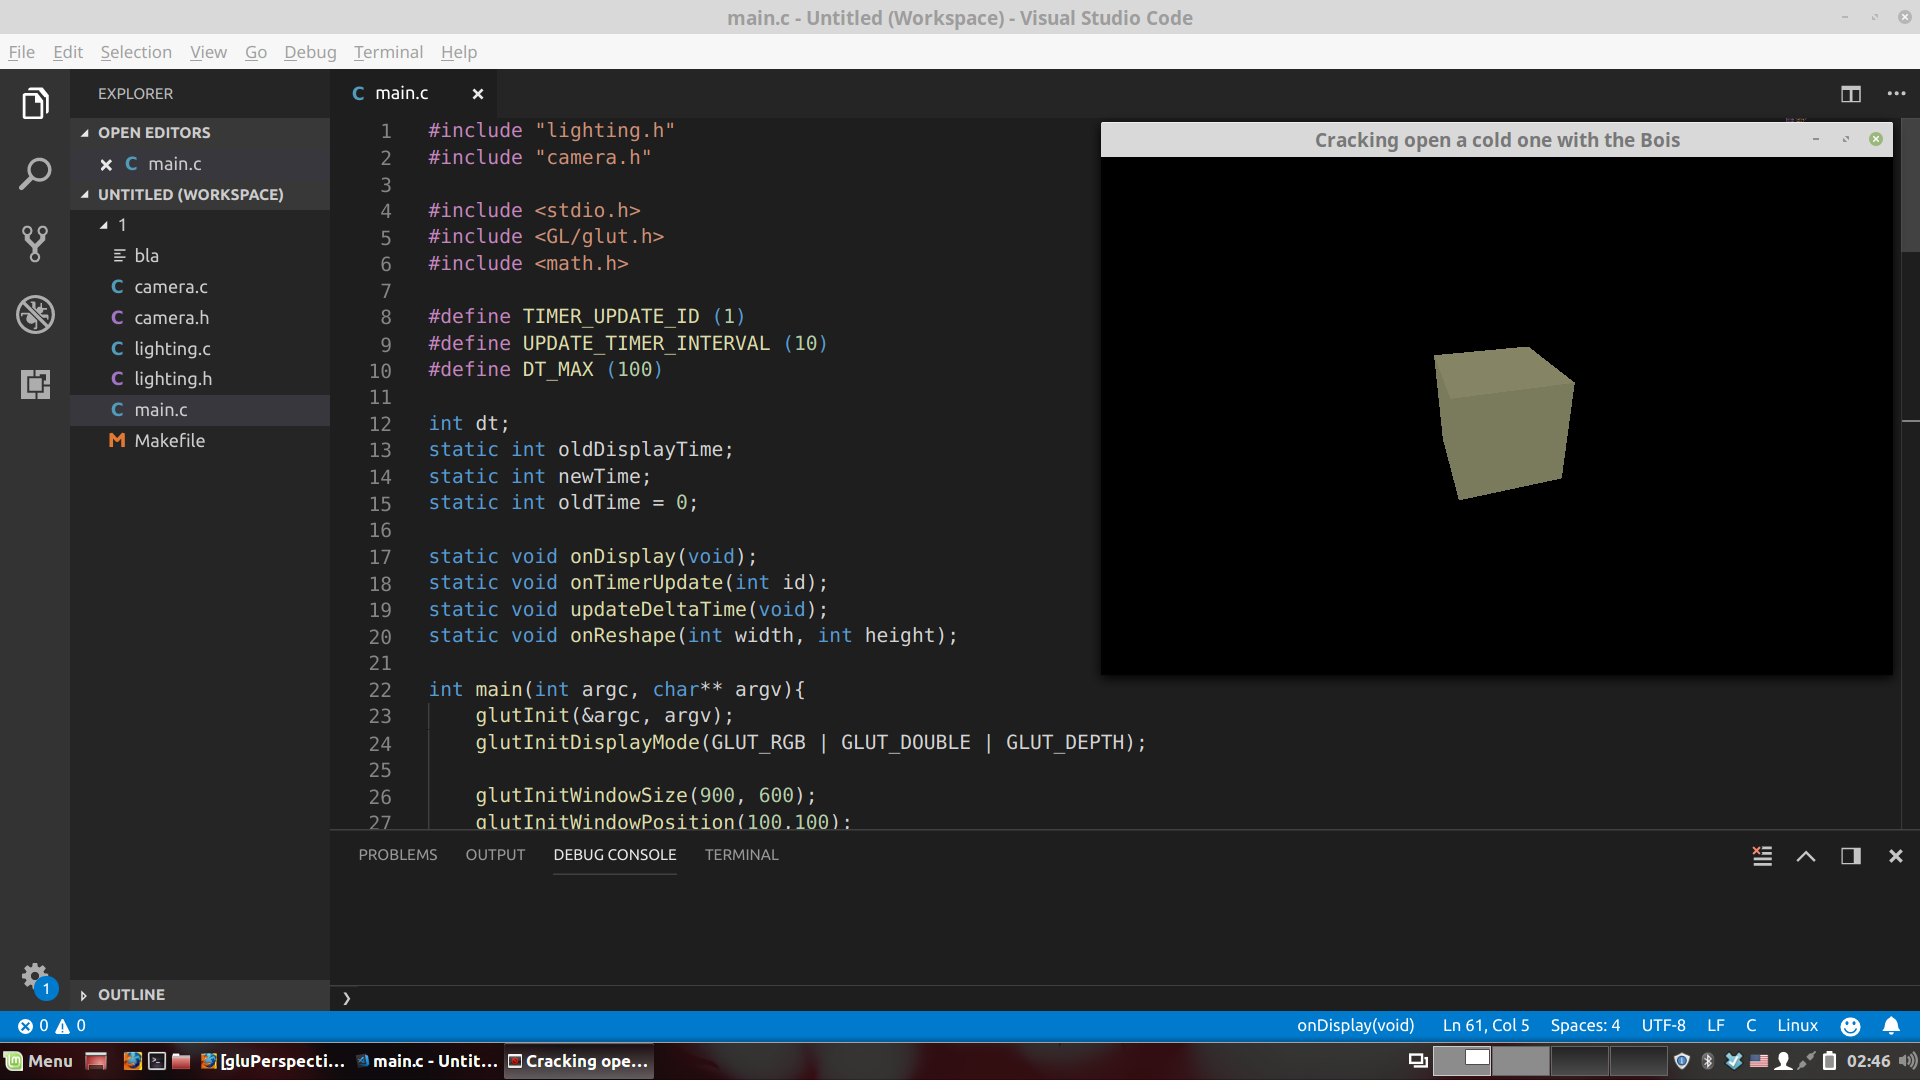 main.c - Untitled (Workspace) - Visual Studio Code
File Edit Selection View Go Debug Terminal Help
EXPLORER
OPEN EDITORS
main.c
UNTITLED (WORKSPACE)
1
bla
camera.c
camera.h
lighting.c
lighting.h
main.c
Makefile
OUTLINE
1
main.c
1 #include "lighting.h"
2 #include "camera.h"
3
4 #include <stdio.h>
5 #include <GL/glut.h>
6 #include <math.h>
7
8 #define TIMER_UPDATE_ID (1)
9 #define UPDATE_TIMER_INTERVAL (10)
10 #define DT_MAX (100)
11
12 int dt;
13 static int oldDisplayTime;
14 static int newTime;
15 static int oldTime = 0;
16
17 static void onDisplay(void);
18 static void onTimerUpdate(int id);
19 static void updateDeltaTime(void);
20 static void onReshape(int width, int height);
21
22 int main(int argc, char** argv){
23 glutInit(&argc, argv);
24 glutInitDisplayMode(GLUT_RGB | GLUT_DOUBLE | GLUT_DEPTH);
25
26 glutInitWindowSize(900, 600);
27 glutInitWindowPosition(100,100);
Cracking open a cold one with the Bois
PROBLEMS OUTPUT DEBUG CONSOLE TERMINAL
0 0 onDisplay(void) Ln 61, Col 5 Spaces: 4 UTF-8 LF C Linux
Menu [gluPerspecti... main.c - Untit... Cracking ope... 02:46